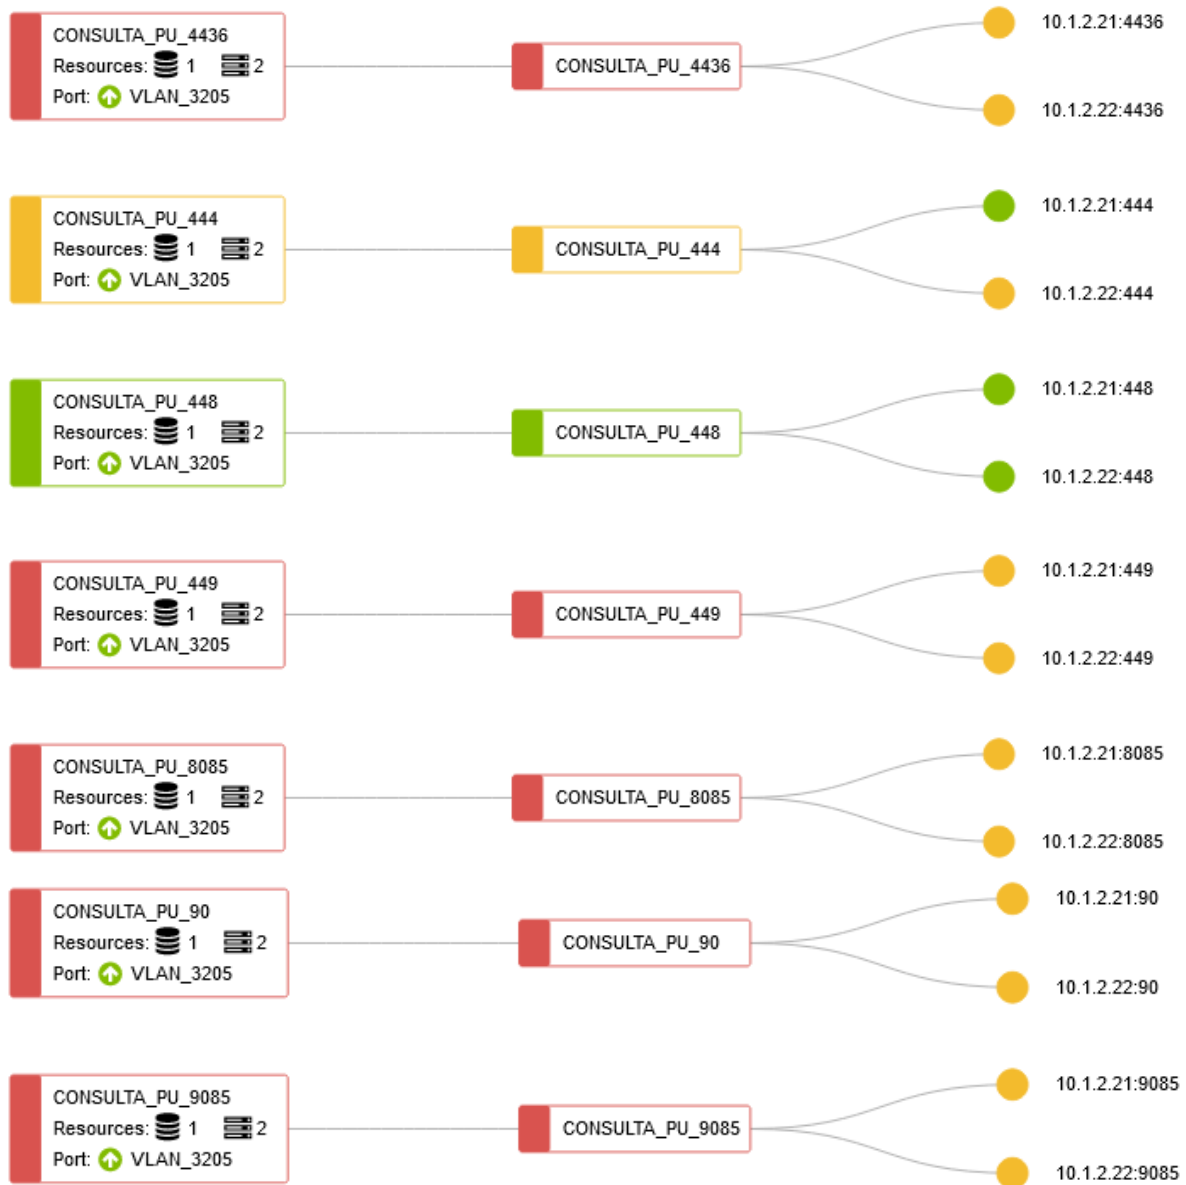 CONSULTA_PU_4436
Resources: 1 2
Port: VLAN_3205
CONSULTA_PU_4436
10.1.2.21:4436
10.1.2.22:4436
CONSULTA_PU_444
Resources: 1 2
Port: VLAN_3205
CONSULTA_PU_444
10.1.2.21:444
10.1.2.22:444
CONSULTA_PU_448
Resources: 1 2
Port: VLAN_3205
CONSULTA_PU_448
10.1.2.21:448
10.1.2.22:448
CONSULTA_PU_449
Resources: 1 2
Port: VLAN_3205
CONSULTA_PU_449
10.1.2.21:449
10.1.2.22:449
CONSULTA_PU_8085
Resources: 1 2
Port: VLAN_3205
CONSULTA_PU_8085
10.1.2.21:8085
10.1.2.22:8085
CONSULTA_PU_90
Resources: 1 2
Port: VLAN_3205
CONSULTA_PU_90
10.1.2.21:90
10.1.2.22:90
CONSULTA_PU_9085
Resources: 1 2
Port: VLAN_3205
CONSULTA_PU_9085
10.1.2.21:9085
10.1.2.22:9085